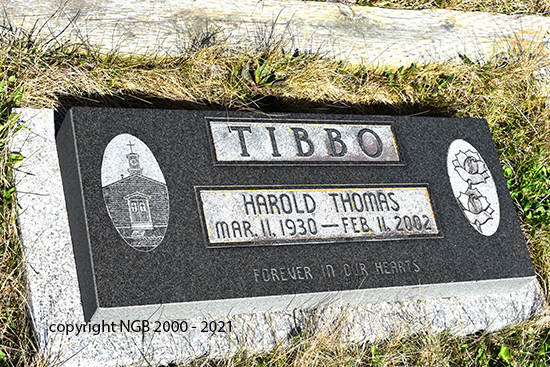 TIBBO
HAROLD THOMAS
MAR. 11. 1930 — FEB. 11. 2002
FOREVER IN OUR HEARTS
copyright NGB 2000 - 2021